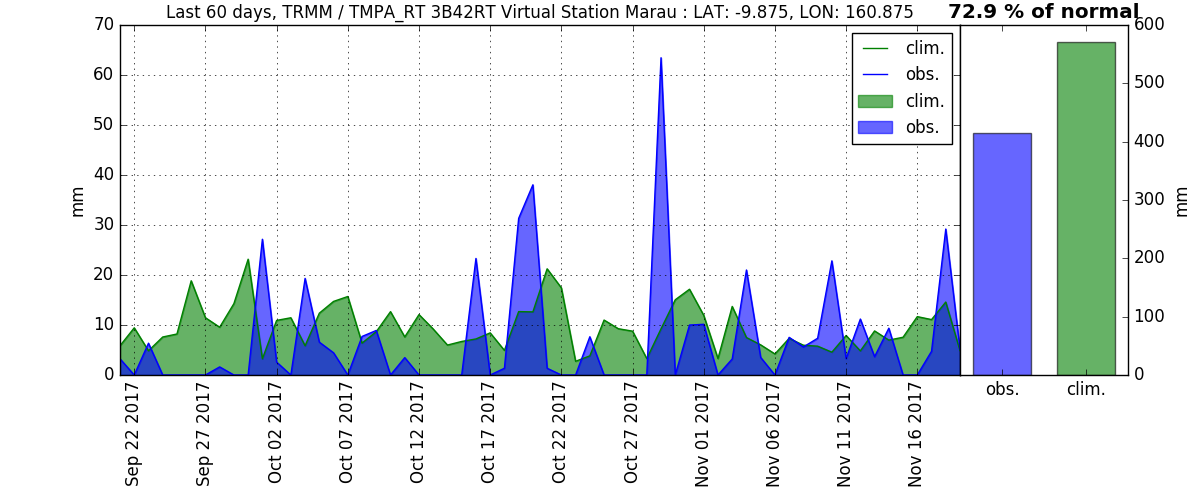 Last 60 days, TRMM / TMPA_RT 3B42RT Virtual Station Marau : LAT: -9.875, LON: 160.875
72.9 % of normal
70
60
50
40
30
20
10
0
mm
clim.
obs.
clim.
obs.
Sep 22 2017
Sep 27 2017
Oct 02 2017
Oct 07 2017
Oct 12 2017
Oct 17 2017
Oct 22 2017
Oct 27 2017
Nov 01 2017
Nov 06 2017
Nov 11 2017
Nov 16 2017
600
500
400
300
200
100
0
mm
obs.
clim.